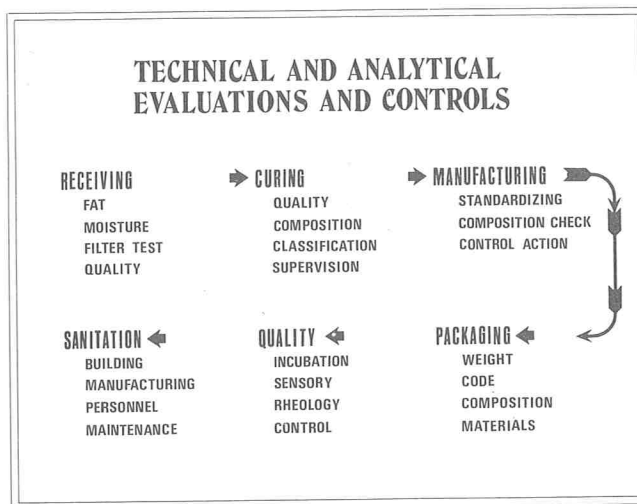 TECHNICAL AND ANALYTICAL
EVALUATIONS AND CONTROLS
RECEIVING
FAT
MOISTURE
FILTER TEST
QUALITY
CURING
QUALITY
COMPOSITION
CLASSIFICATION
SUPERVISION
MANUFACTURING
STANDARDIZING
COMPOSITION CHECK
CONTROL ACTION
SANITATION
BUILDING
MANUFACTURING
PERSONNEL
MAINTENANCE
QUALITY
INCUBATION
SENSORY
RHEOLOGY
CONTROL
PACKAGING
WEIGHT
CODE
COMPOSITION
MATERIALS